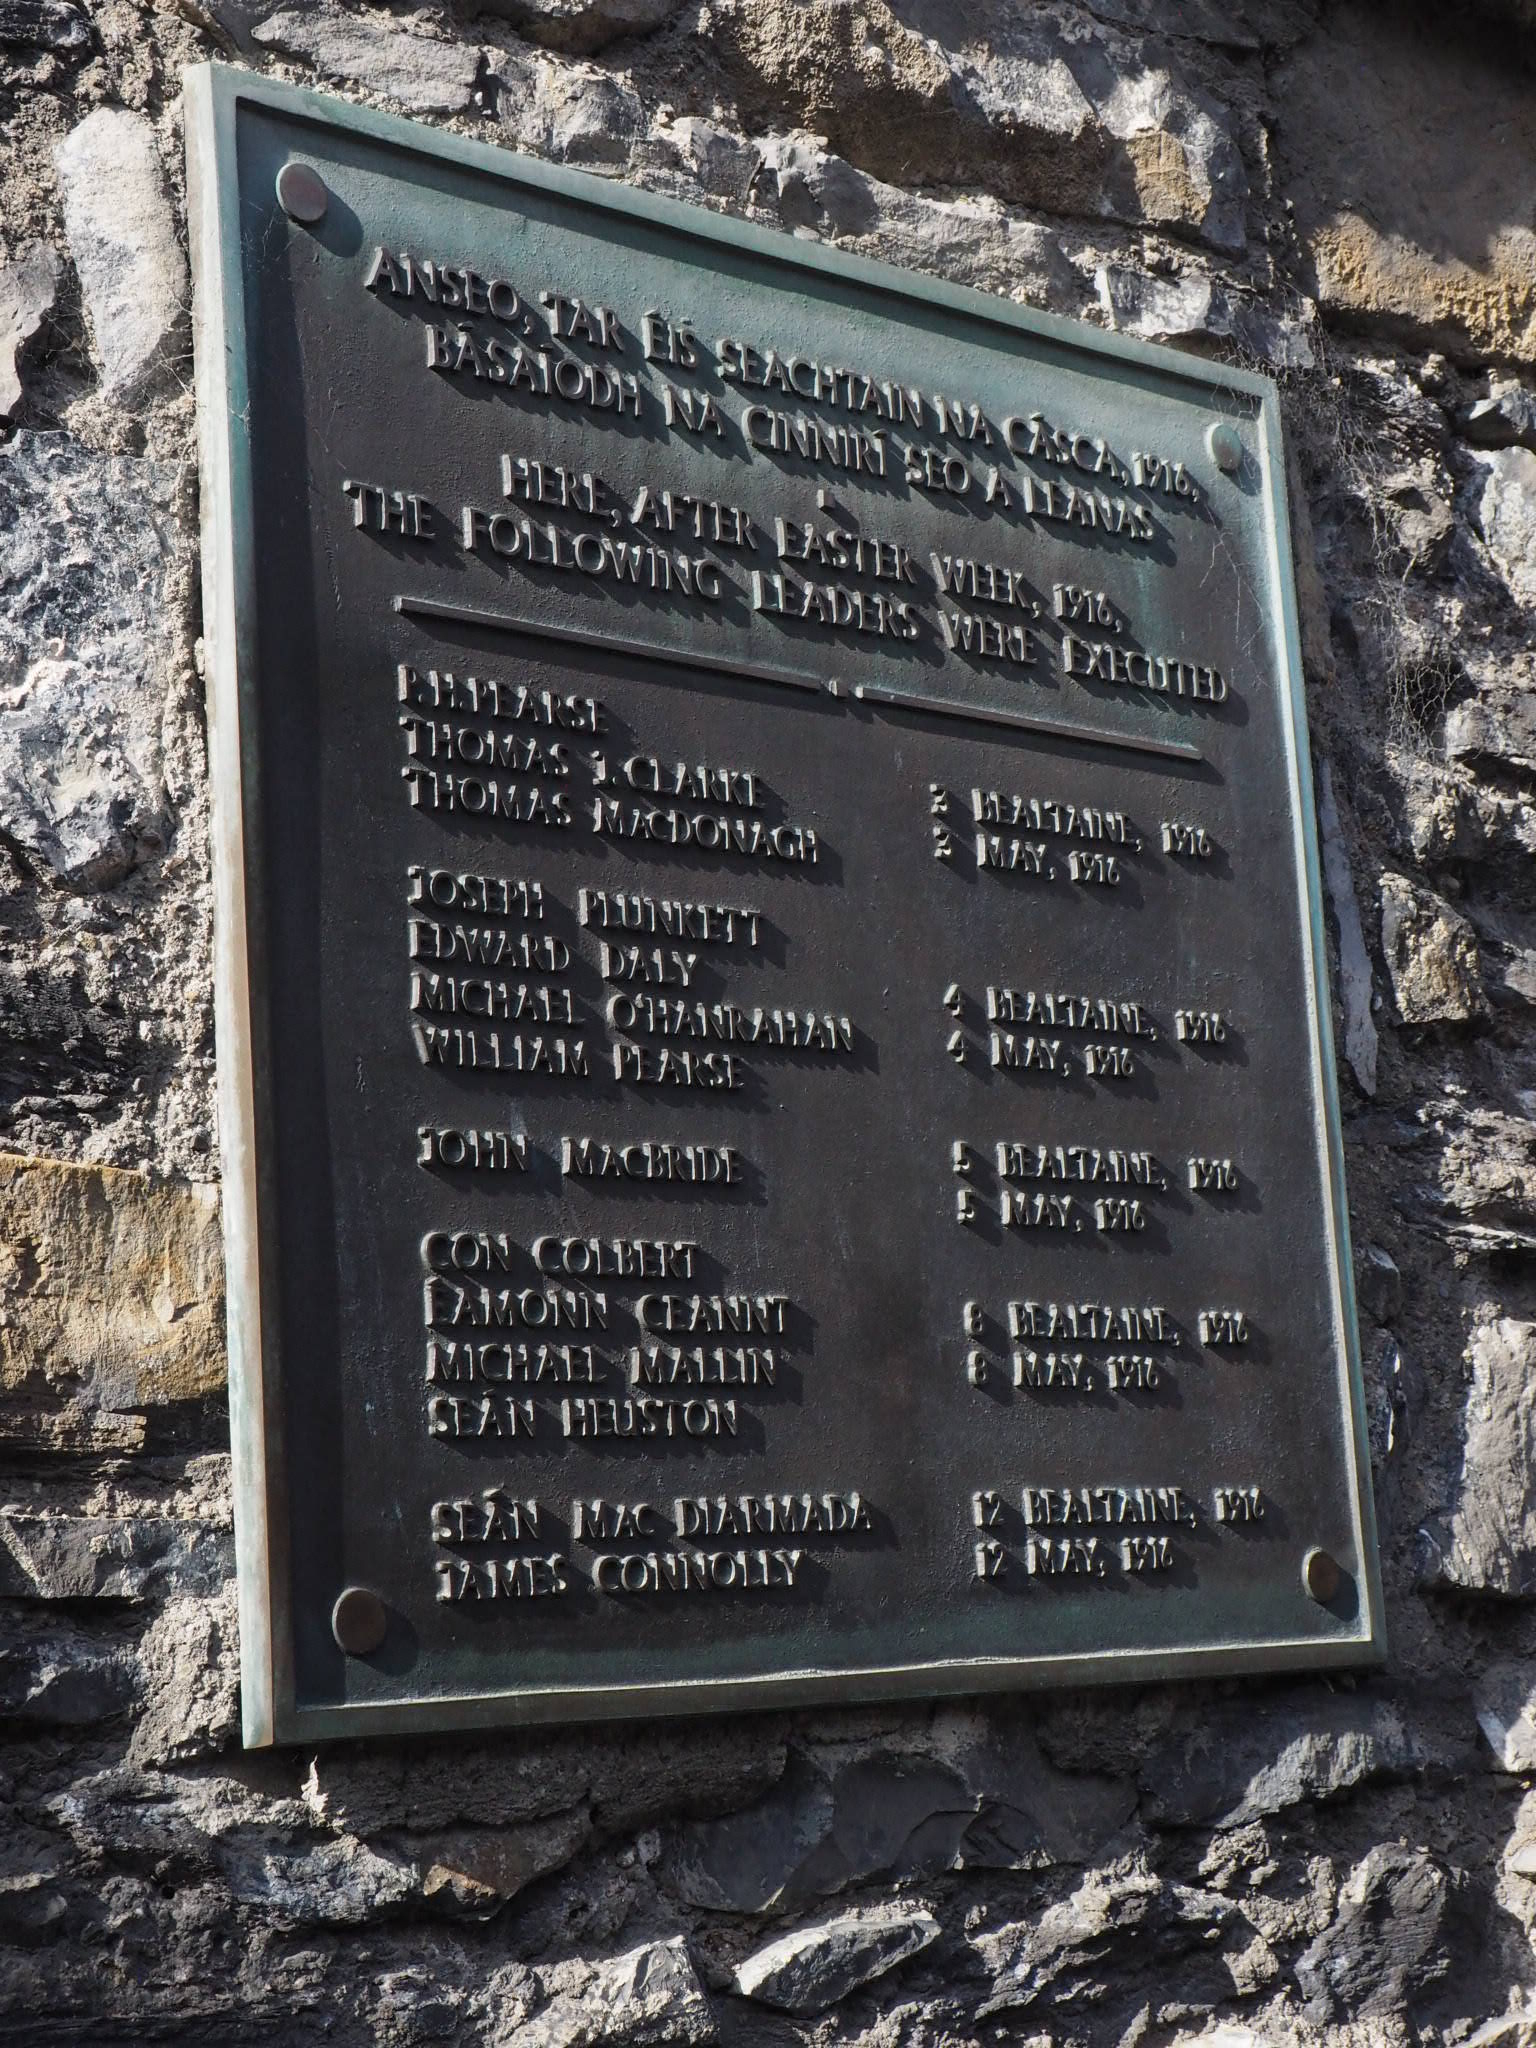 ANSEO, TAR ÉIS SEACHTAIN NA CÁSCA, 1916,
BÁSAÍODH NA CINNIRÍ SEO A LEANAS
HERE, AFTER EASTER WEEK, 1916,
THE FOLLOWING LEADERS WERE EXECUTED
P.H. PEARSE
THOMAS J. CLARKE
THOMAS MACDONAGH
3 BEALTAINE, 1916
3 MAY, 1916
JOSEPH PLUNKETT
EDWARD DALY
MICHAEL O'HANRAHAN
WILLIAM PEARSE
4 BEALTAINE, 1916
4 MAY, 1916
JOHN MACBRIDE
5 BEALTAINE, 1916
5 MAY, 1916
CON COLBERT
ÉAMONN CEANNT
MICHAEL MALLIN
SEÁN HEUSTON
8 BEALTAINE, 1916
8 MAY, 1916
SEÁN MAC DIARMADA
JAMES CONNOLLY
12 BEALTAINE, 1916
12 MAY, 1916